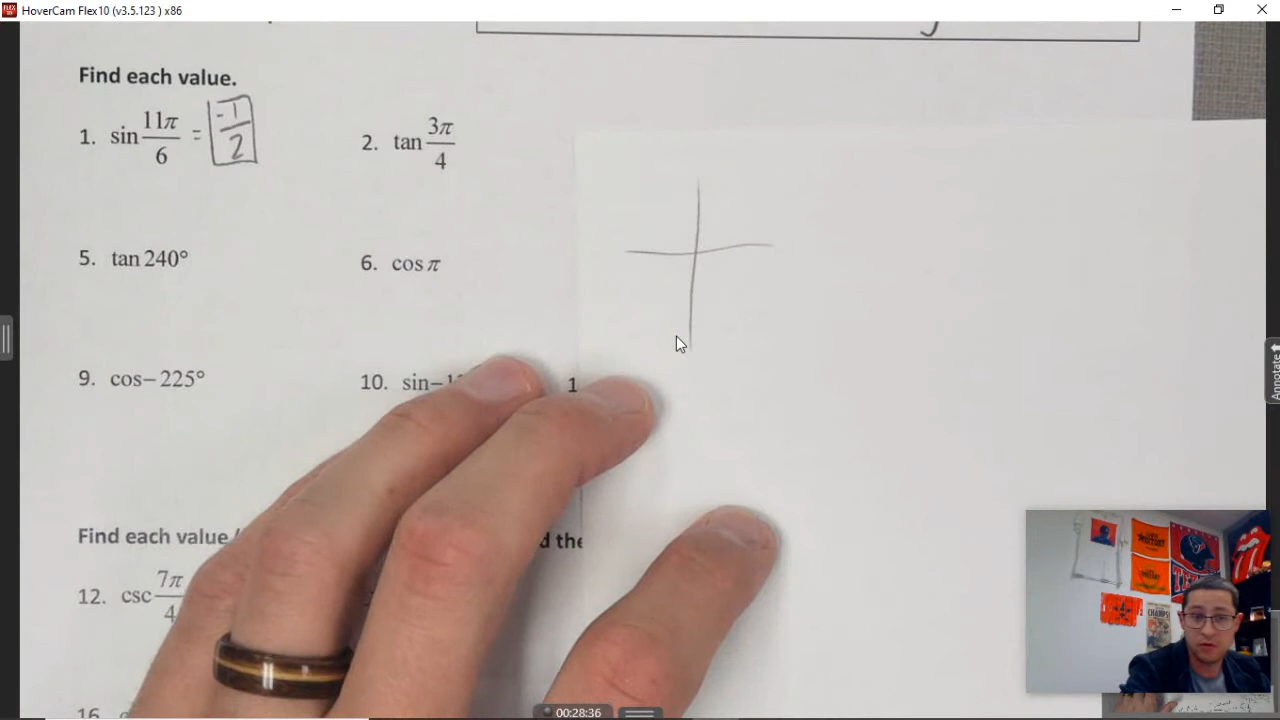 HoverCam Flex10 (v3.5.123 ) x86
Find each value.
1. sin 11π/6 = -1/2
2. tan 3π/4
5. tan 240°
6. cos π
9. cos −225°
10. sin −1
1
Find each value
d the
12. csc 7π/4
16.
Annotate
00:28:36